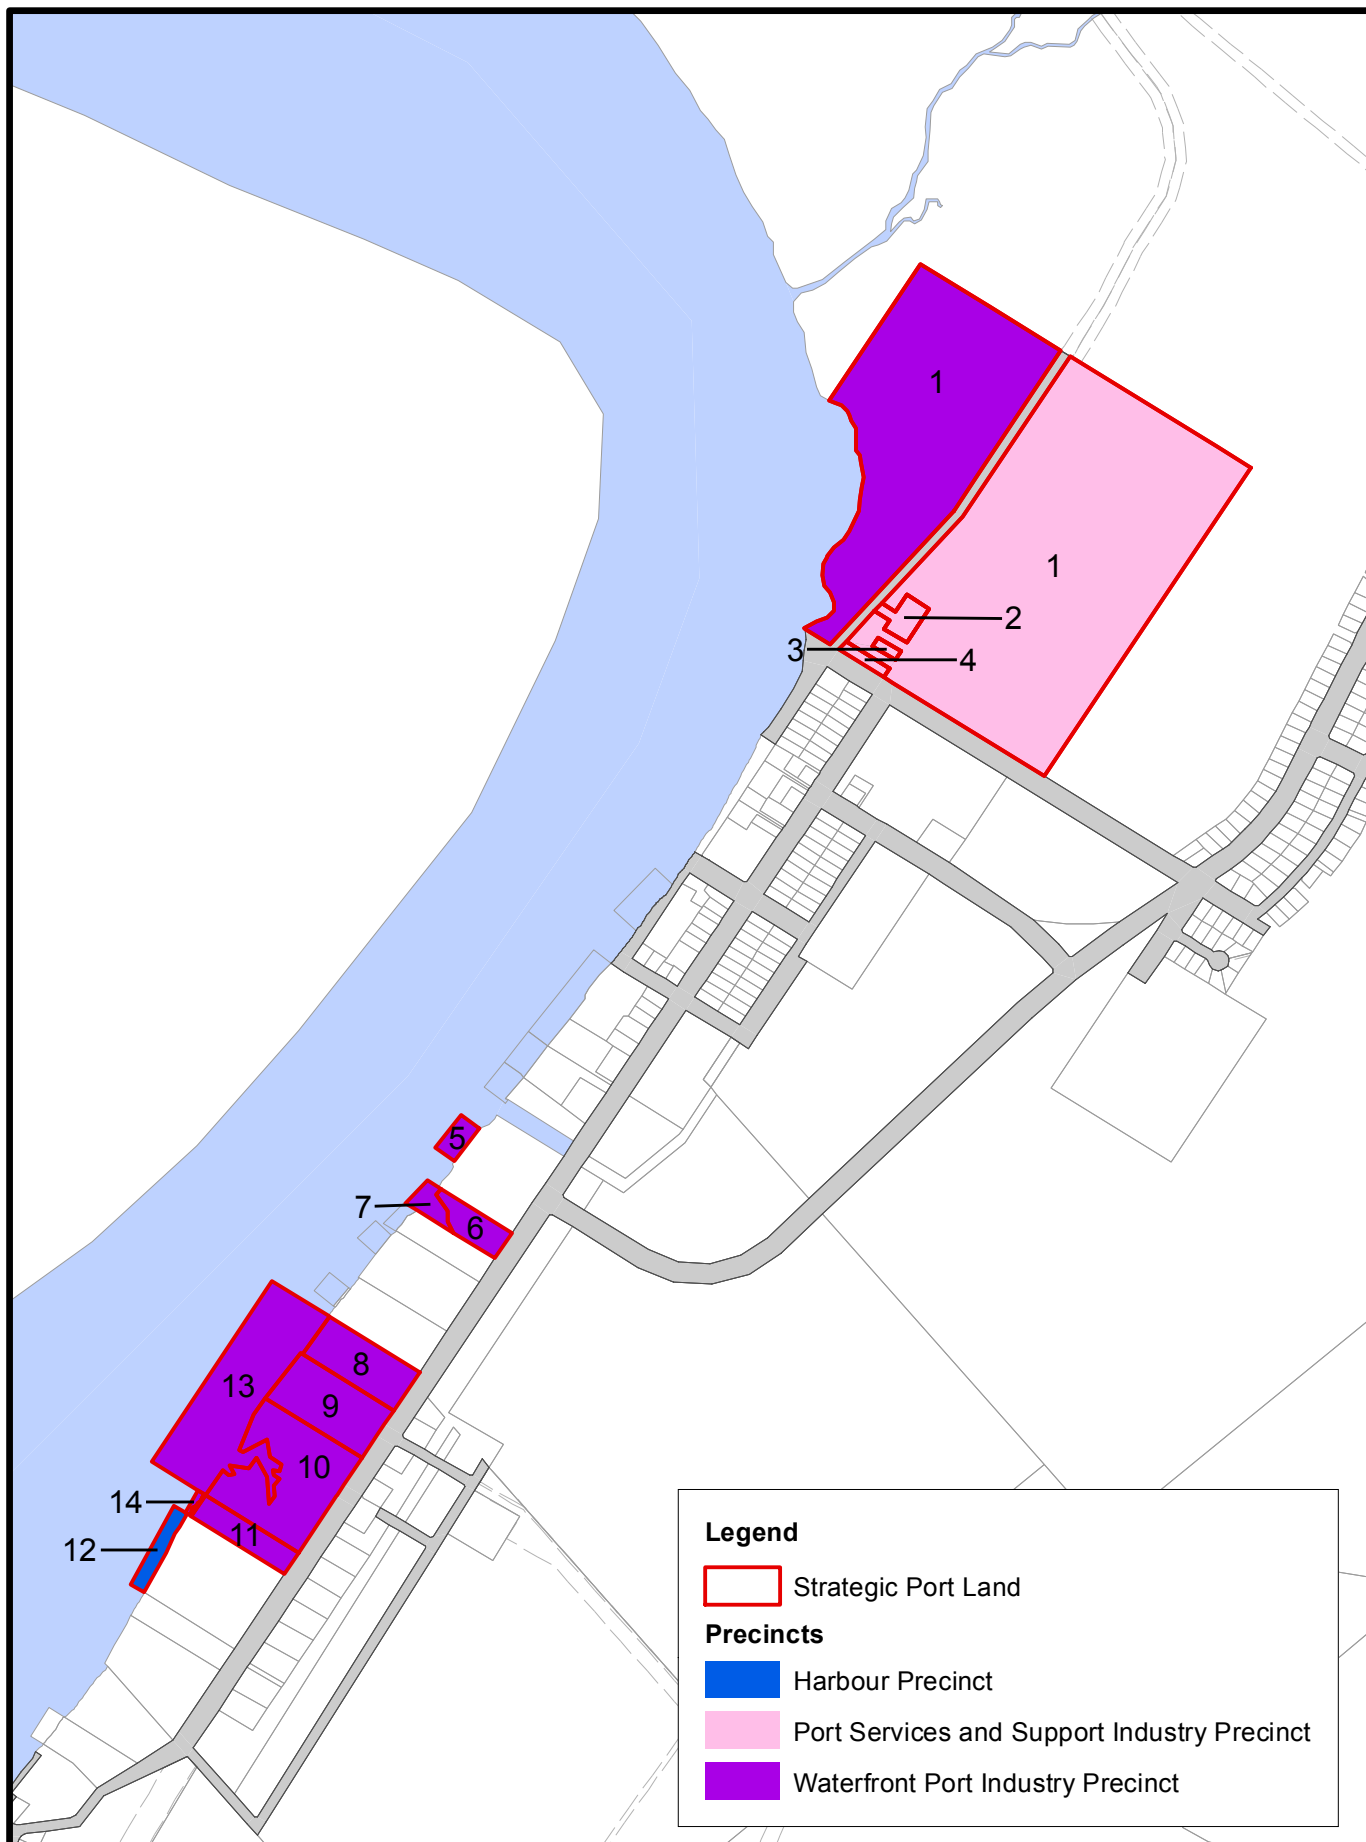 1
1
2
3
4
5
7
6
8
13
9
10
14
11
12
Legend
Strategic Port Land
Precincts
Harbour Precinct
Port Services and Support Industry Precinct
Waterfront Port Industry Precinct